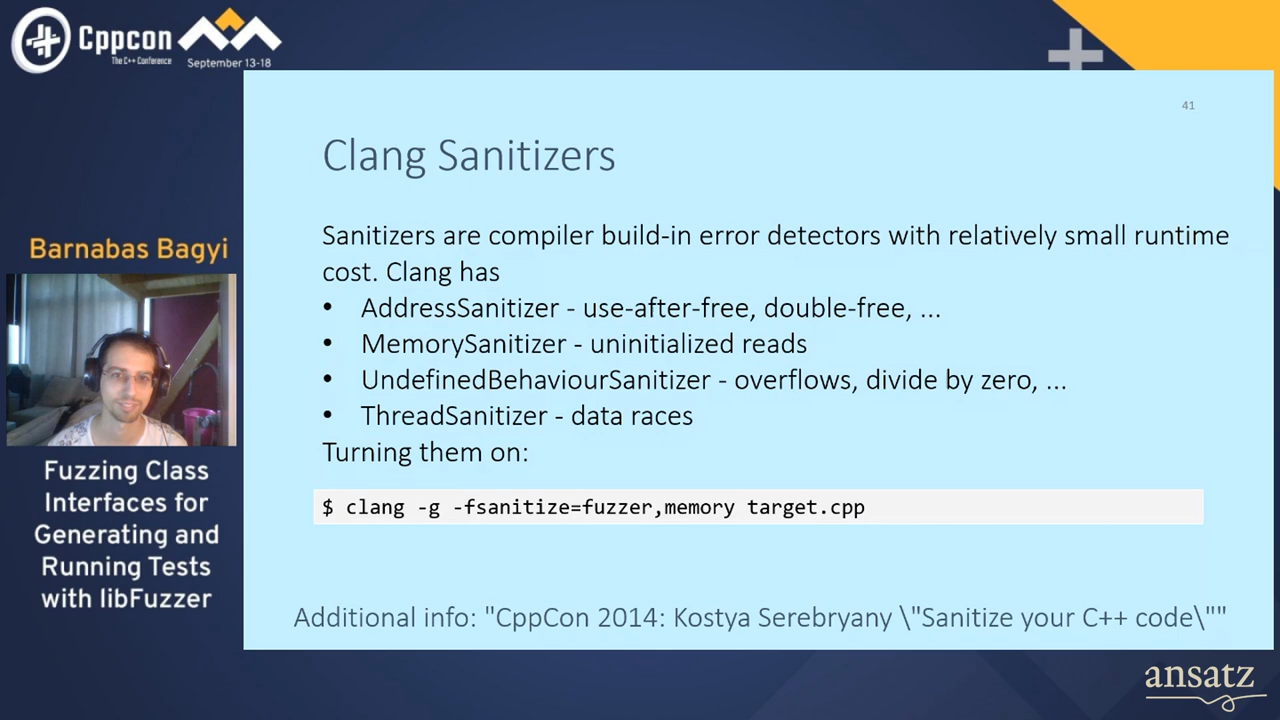 Cppcon
The C++ Conference
September 13-18
41
Clang Sanitizers
Barnabas Bagyi
Sanitizers are compiler build-in error detectors with relatively small runtime
cost. Clang has
• AddressSanitizer - use-after-free, double-free, ...
• MemorySanitizer - uninitialized reads
• UndefinedBehaviourSanitizer - overflows, divide by zero, ...
• ThreadSanitizer - data races
Turning them on:
$ clang -g -fsanitize=fuzzer,memory target.cpp
Fuzzing Class
Interfaces for
Generating and
Running Tests
with libFuzzer
Additional info: "CppCon 2014: Kostya Serebryany \"Sanitize your C++ code\""
ansatz